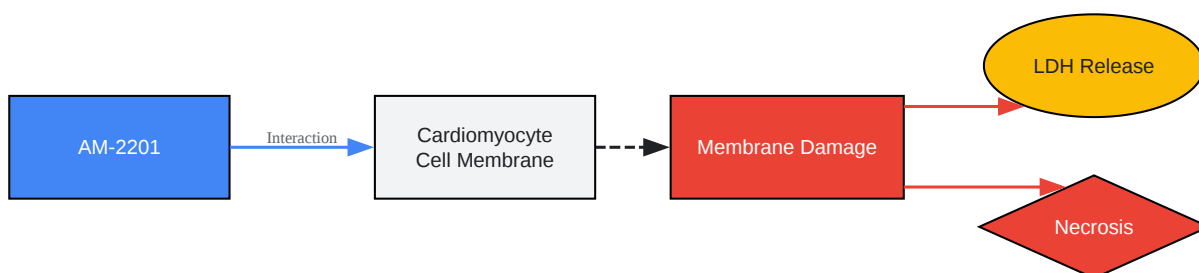 AM-2201
Interaction
Cardiomyocyte
Cell Membrane
Membrane Damage
LDH Release
Necrosis